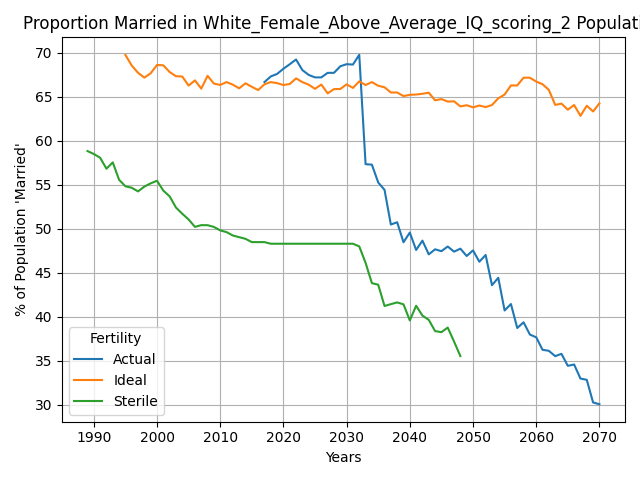 Proportion Married in White_Female_Above_Average_IQ_scoring_2 Populati
% of Population 'Married'
70
65
60
55
50
45
40
35
30
Fertility
Actual
Ideal
Sterile
1990 2000 2010 2020 2030 2040 2050 2060 2070
Years